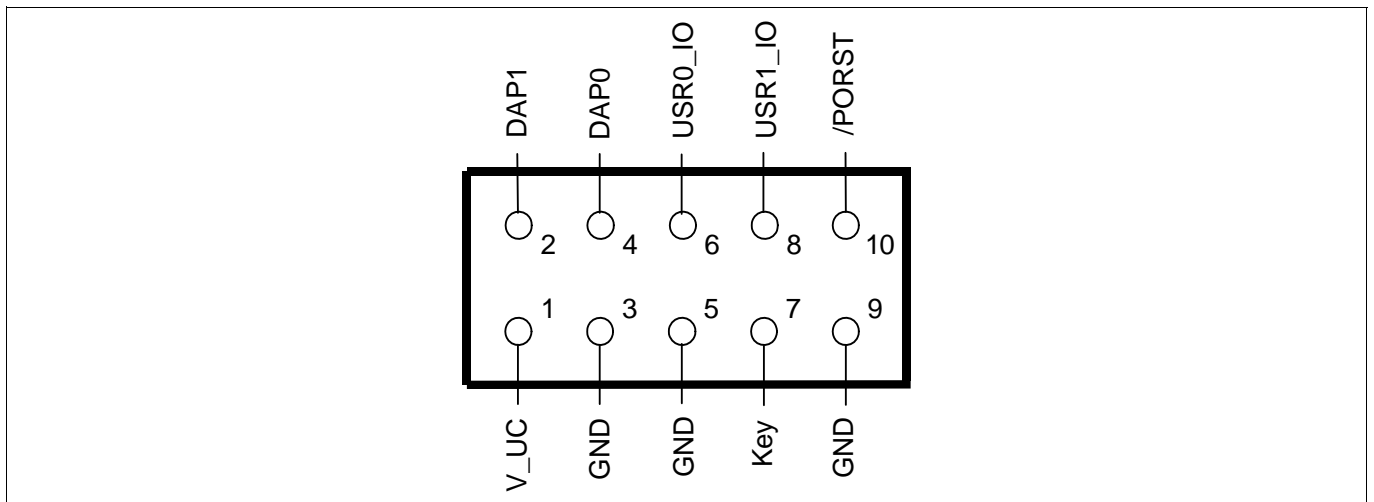 DAP1
DAP0
USR0_IO
USR1_IO
/PORST
2
4
6
8
10
1
3
5
7
9
V_UC
GND
GND
Key
GND